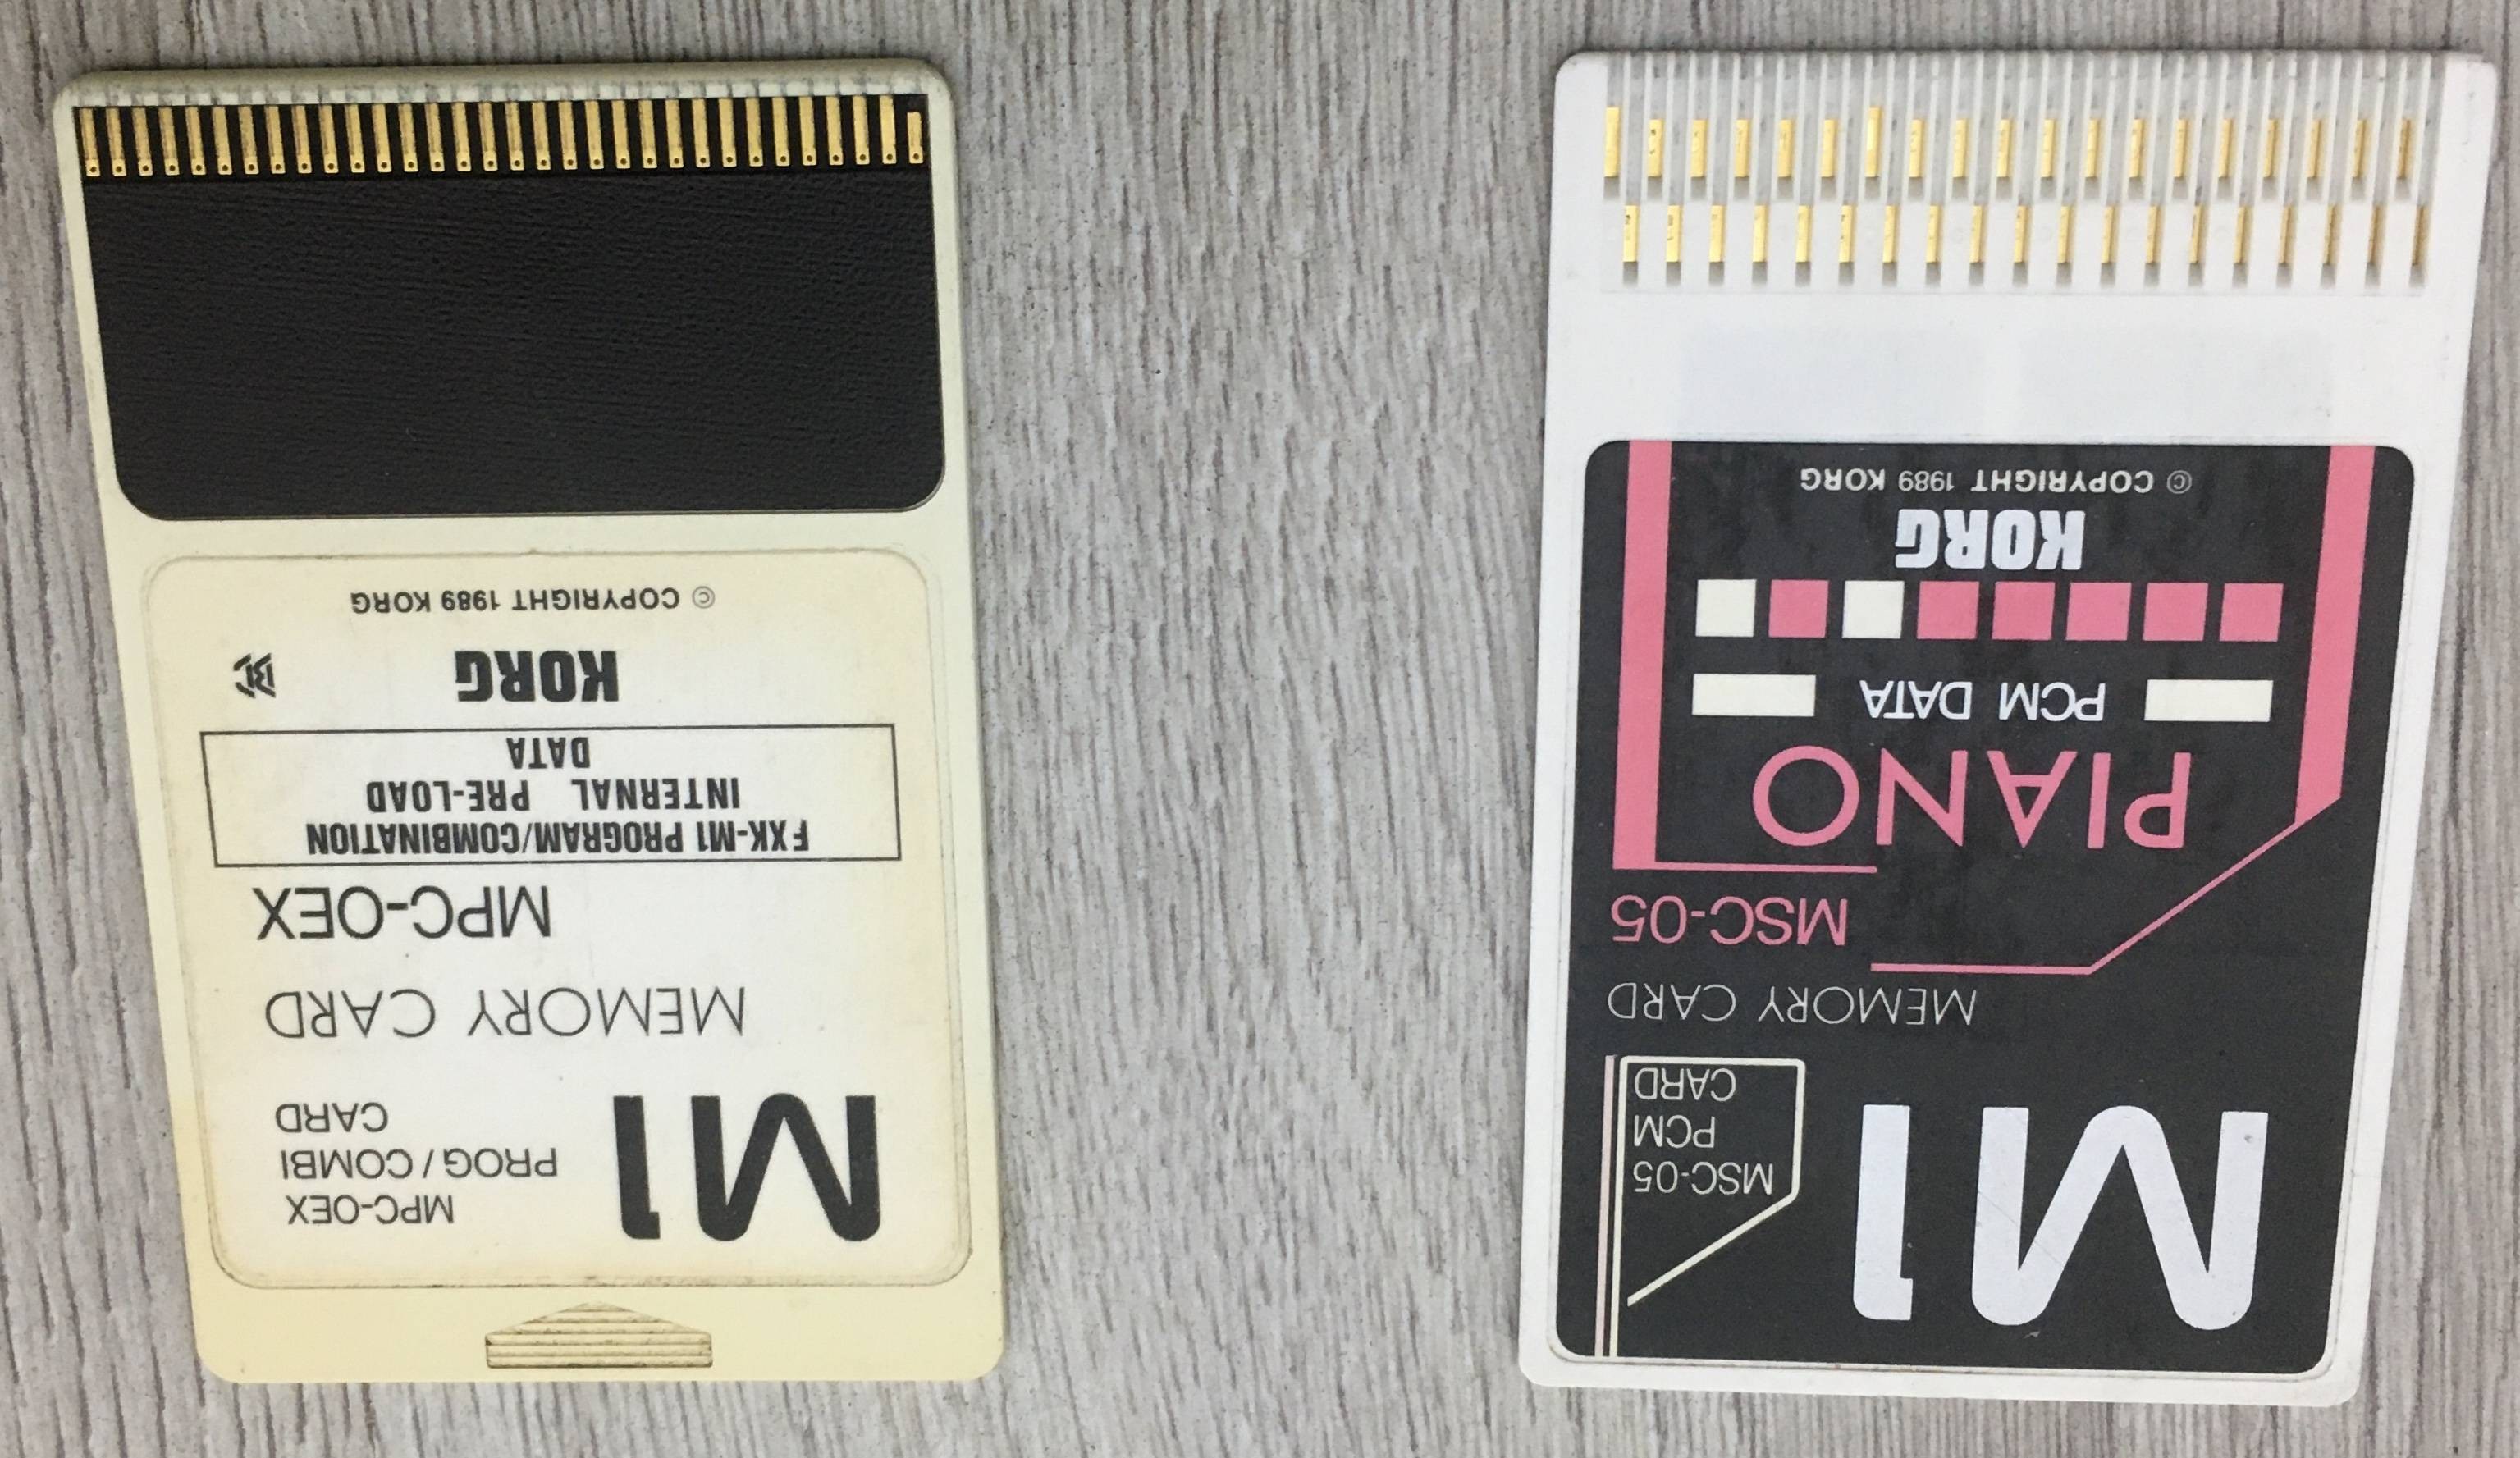 M1
MSC-05
PCM
CARD
MEMORY CARD
MSC-05
PIANO
PCM DATA
KORG
© COPYRIGHT 1989 KORG
M1
MPC-OEX
PROG / COMBI
CARD
MEMORY CARD
MPC-OEX
FXK-M1 PROGRAM/COMBINATION
INTERNAL PRE-LOAD
DATA
KORG
© COPYRIGHT 1989 KORG